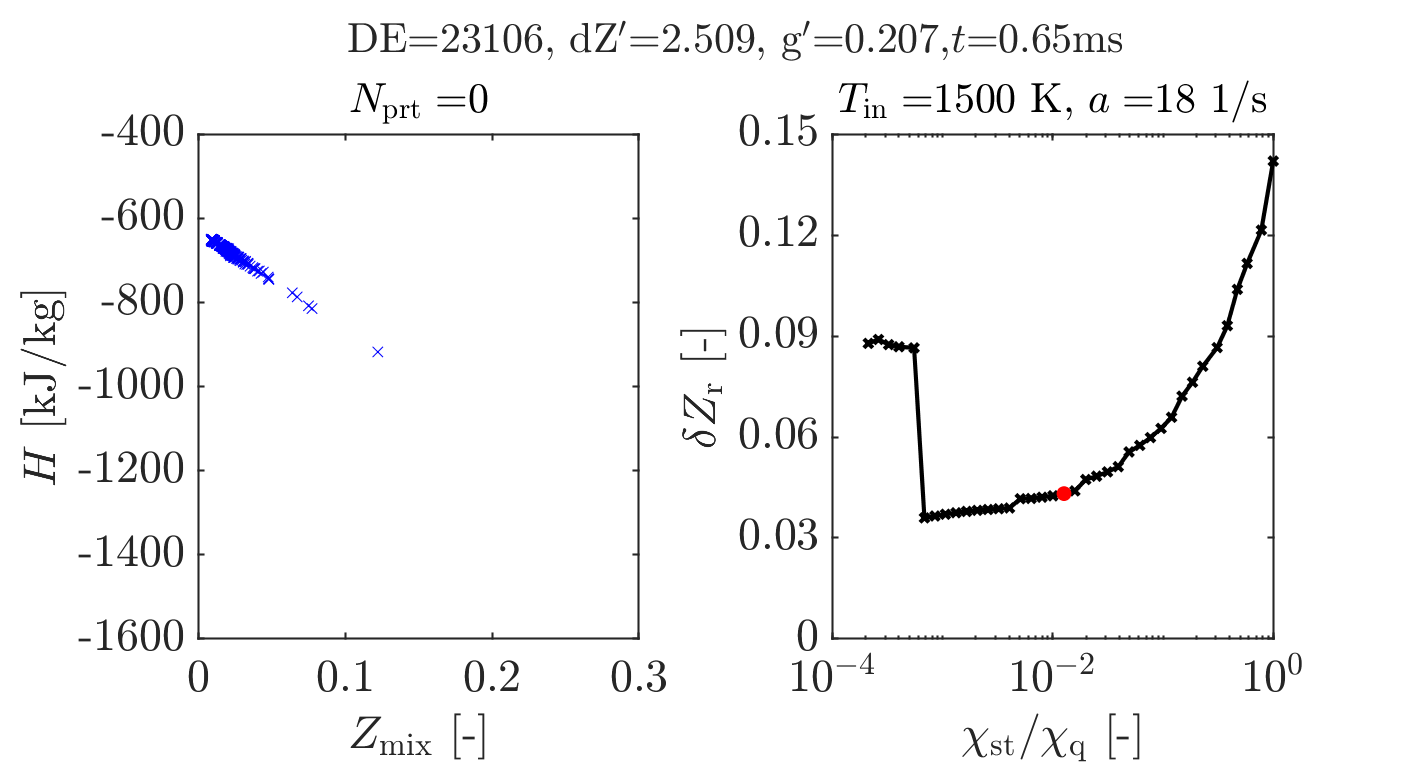 DE=23106, dZ′=2.509, g′=0.207,t=0.65ms
N_prt =0
-400
-600
-800
-1000
-1200
-1400
-1600
0
0.1
0.2
0.3
H [kJ/kg]
Z_mix [-]
T_in =1500 K, a =18 1/s
0.15
0.12
0.09
0.06
0.03
0
10^−4
10^−2
10^0
δZ_r [-]
χ_st/χ_q [-]